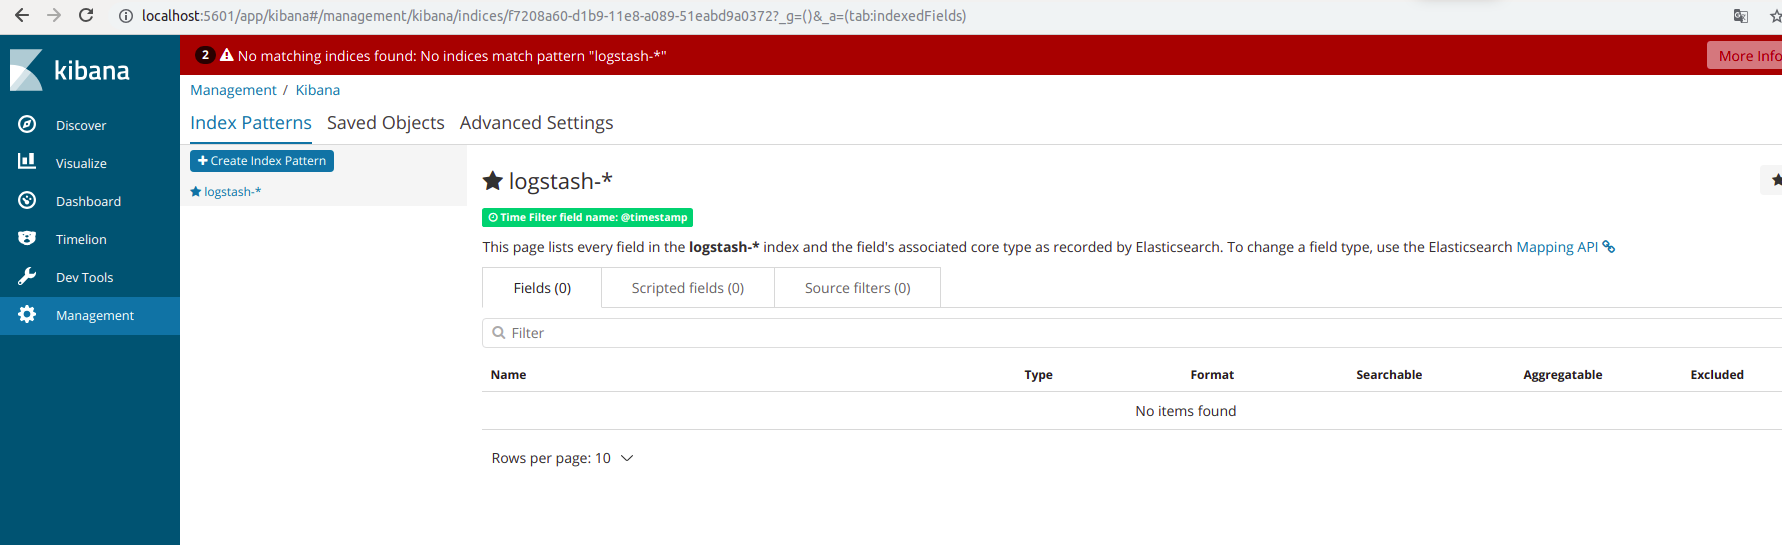 localhost:5601/app/kibana#/management/kibana/indices/f7208a60-d1b9-11e8-a089-51eabd9a0372?_g=()&_a=(tab:indexedFields)
kibana
2 No matching indices found: No indices match pattern "logstash-*"
More Info
Management / Kibana
Index Patterns Saved Objects Advanced Settings
Discover
Visualize
Dashboard
Timelion
Dev Tools
Management
Create Index Pattern
logstash-*
logstash-*
Time Filter field name: @timestamp
This page lists every field in the logstash-* index and the field's associated core type as recorded by Elasticsearch. To change a field type, use the Elasticsearch Mapping API
Fields (0) Scripted fields (0) Source filters (0)
Filter
Name Type Format Searchable Aggregatable Excluded
No items found
Rows per page: 10